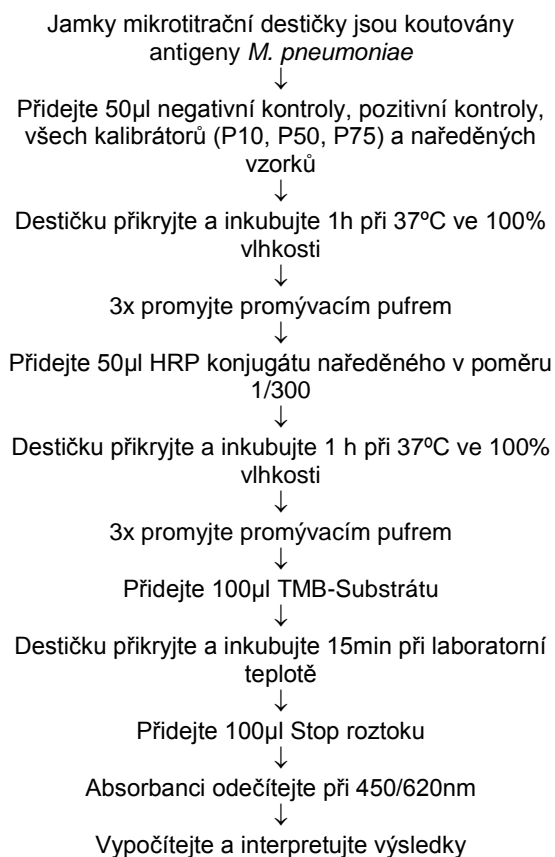 Jamky mikrotitrační destičky jsou koutovány
antigeny M. pneumoniae
↓
Přidejte 50µl negativní kontroly, pozitivní kontroly,
všech kalibrátorů (P10, P50, P75) a naředěných
vzorků
↓
Destičku přikryjte a inkubujte 1h při 37ºC ve 100%
vlhkosti
↓
3x promyjte promývacím pufrem
↓
Přidejte 50µl HRP konjugátu naředěného v poměru
1/300
↓
Destičku přikryjte a inkubujte 1 h při 37ºC ve 100%
vlhkosti
↓
3x promyjte promývacím pufrem
↓
Přidejte 100µl TMB-Substrátu
↓
Destičku přikryjte a inkubujte 15min při laboratorní
teplotě
↓
Přidejte 100µl Stop roztoku
↓
Absorbanci odečítejte při 450/620nm
↓
Vypočítejte a interpretujte výsledky